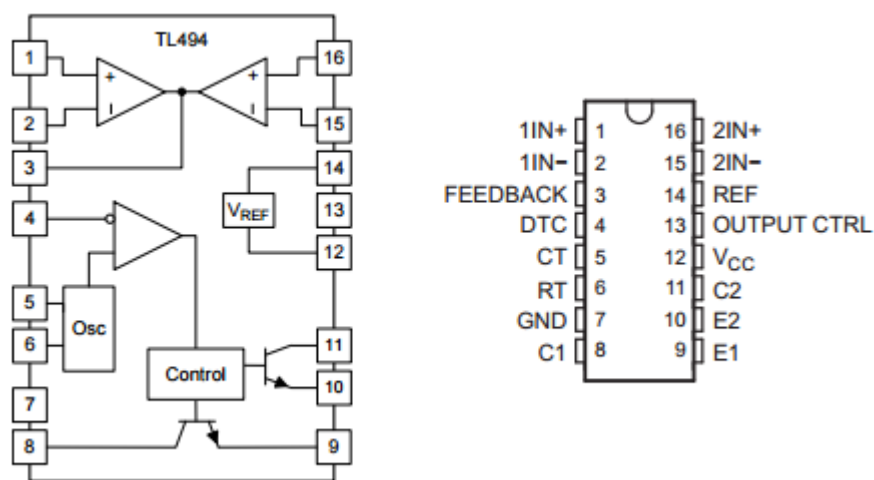 TL494
1
16
2
15
3
14
4
13
V_REF
12
5
Osc
6
11
Control
10
7
8
9
1IN+ 1 16 2IN+
1IN− 2 15 2IN−
FEEDBACK 3 14 REF
DTC 4 13 OUTPUT CTRL
CT 5 12 V_CC
RT 6 11 C2
GND 7 10 E2
C1 8 9 E1